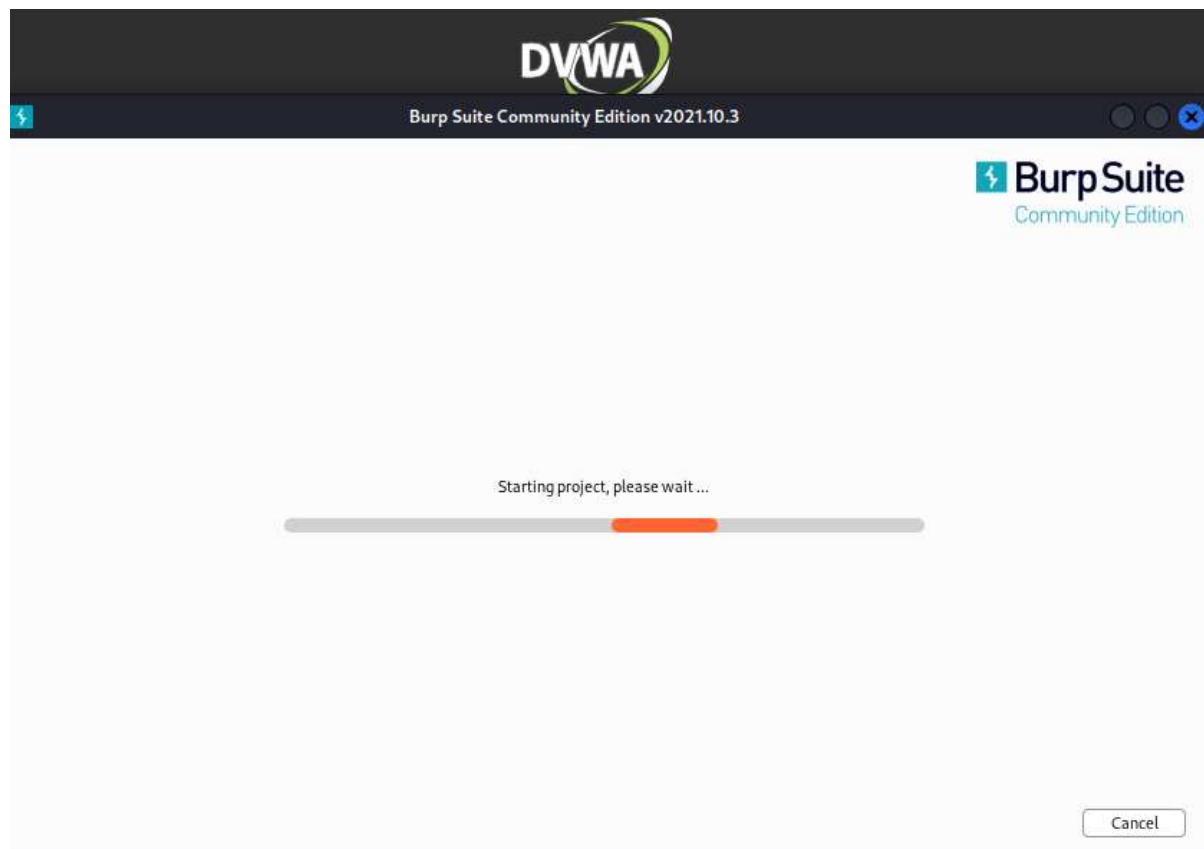 DVWA
Burp Suite Community Edition v2021.10.3
Burp Suite
Community Edition
Starting project, please wait ...
Cancel